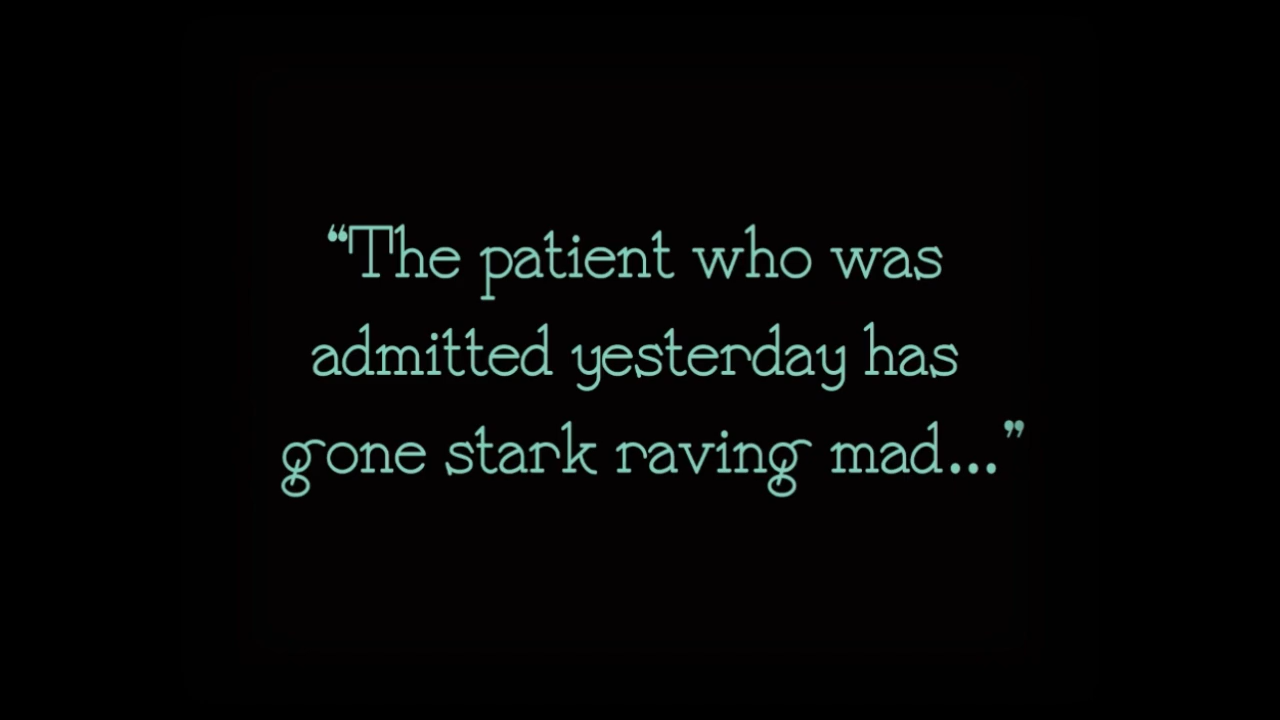 “The patient who was
admitted yesterday has
gone stark raving mad...”